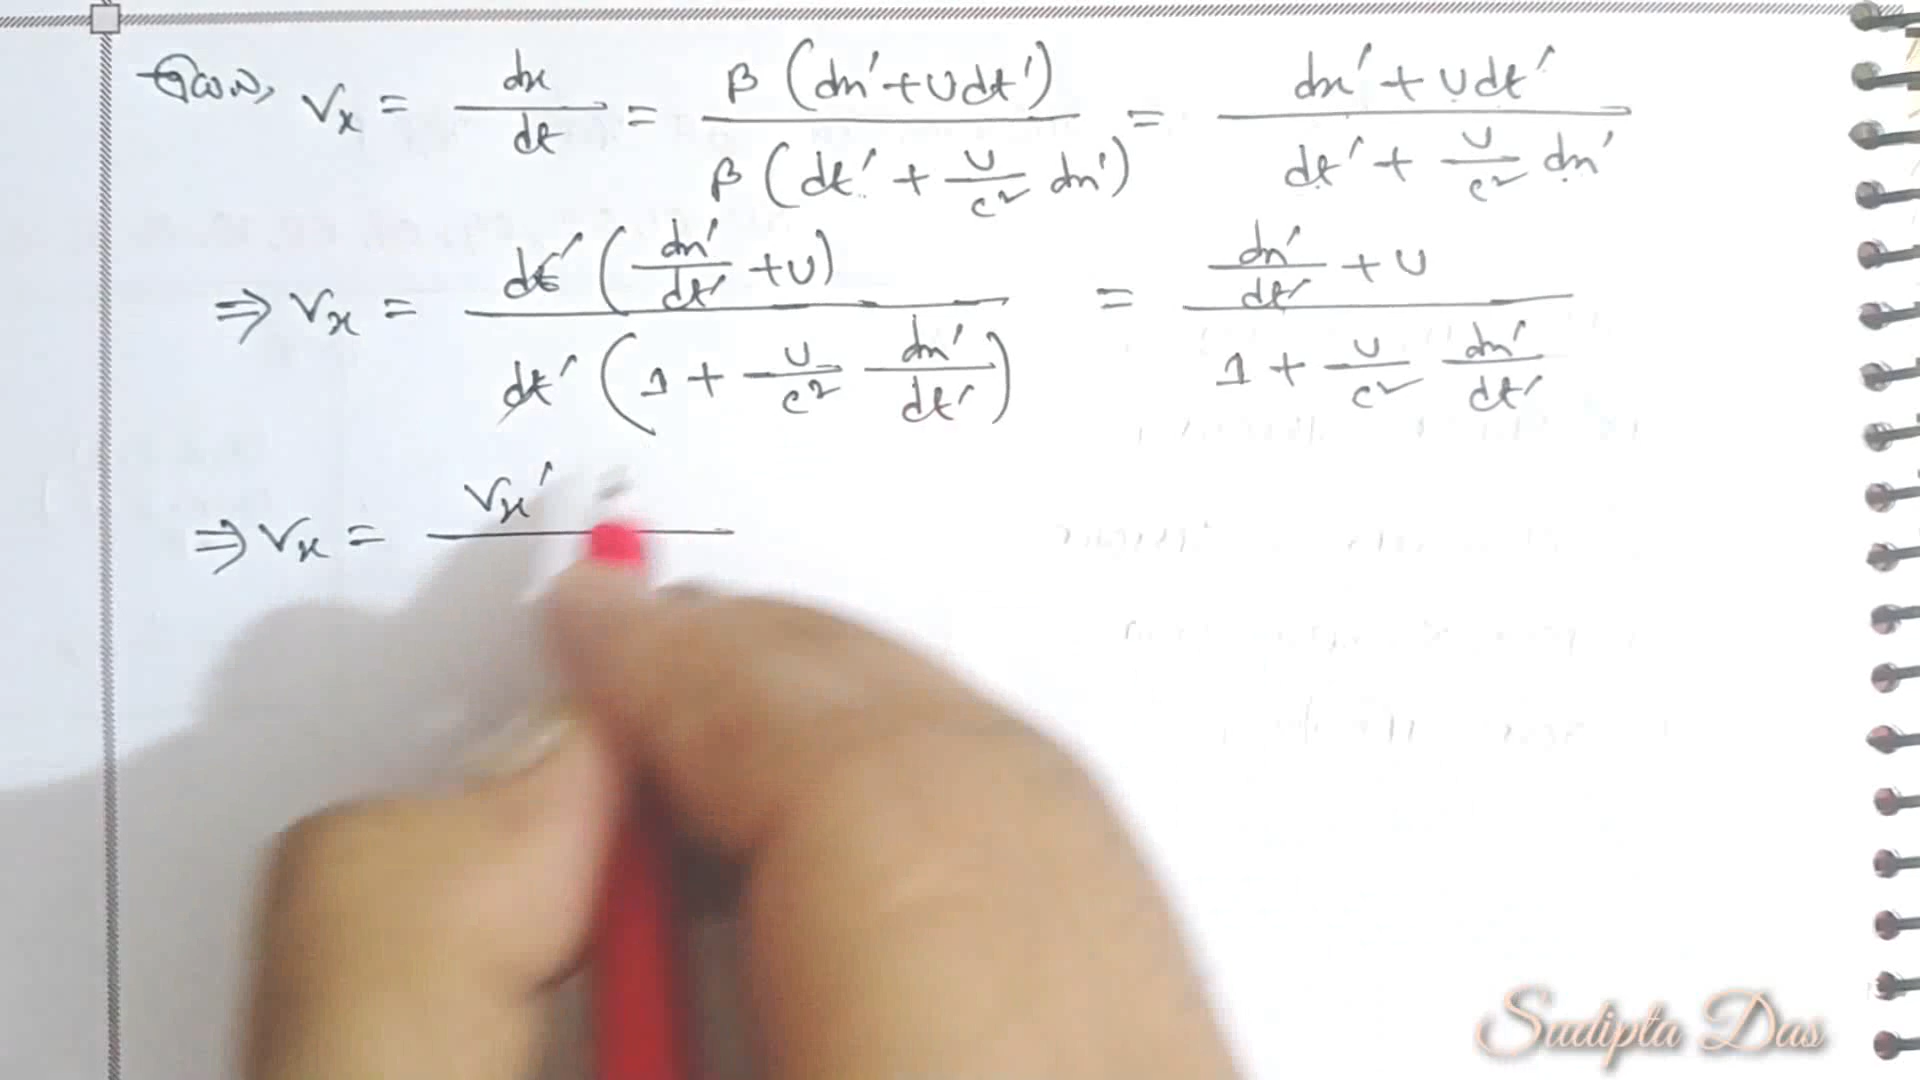 এখন, Vx = dx/dt = β (dx′ + υdt′) / β (dt′ + υ/c² dx′) = dx′ + υdt′ / dt′ + υ/c² dx′
⇒ Vx = dt′ (dx′/dt′ + υ) / dt′ (1 + υ/c² dx′/dt′) = dx′/dt′ + υ / 1 + υ/c² dx′/dt′
⇒ Vx = Vx′
Sudipta Das